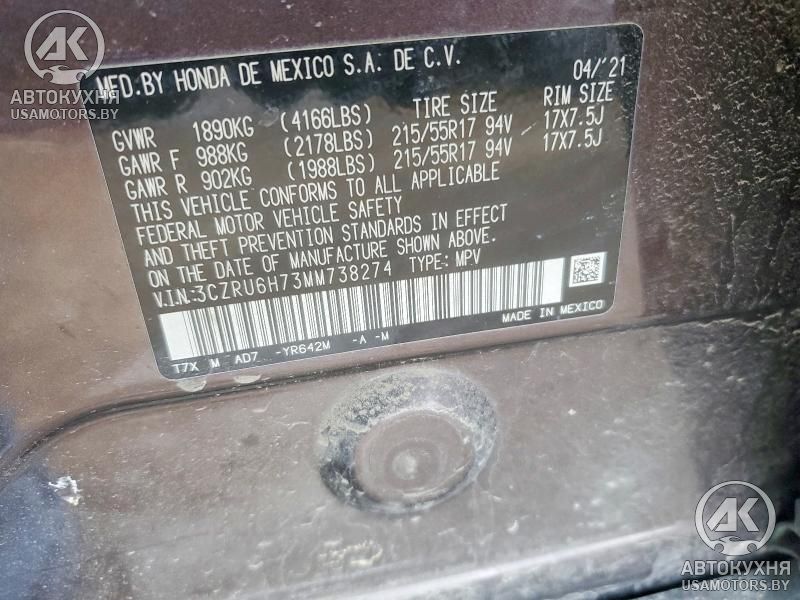 AK
АВТОКУХНЯ
USAMOTORS.BY
MFD.BY HONDA DE MEXICO S.A. DE C.V.
04/'21
GVWR 1890KG (4166LBS) TIRE SIZE RIM SIZE
GAWR F 988KG (2178LBS) 215/55R17 94V 17X7.5J
GAWR R 902KG (1988LBS) 215/55R17 94V 17X7.5J
THIS VEHICLE CONFORMS TO ALL APPLICABLE
FEDERAL MOTOR VEHICLE SAFETY
AND THEFT PREVENTION STANDARDS IN EFFECT
ON THE DATE OF MANUFACTURE SHOWN ABOVE.
V.I.N:3CZRU6H73MM738274 TYPE: MPV
MADE IN MEXICO
T7X M AD7 -YR642M -A -M
AK
АВТОКУХНЯ
USAMOTORS.BY